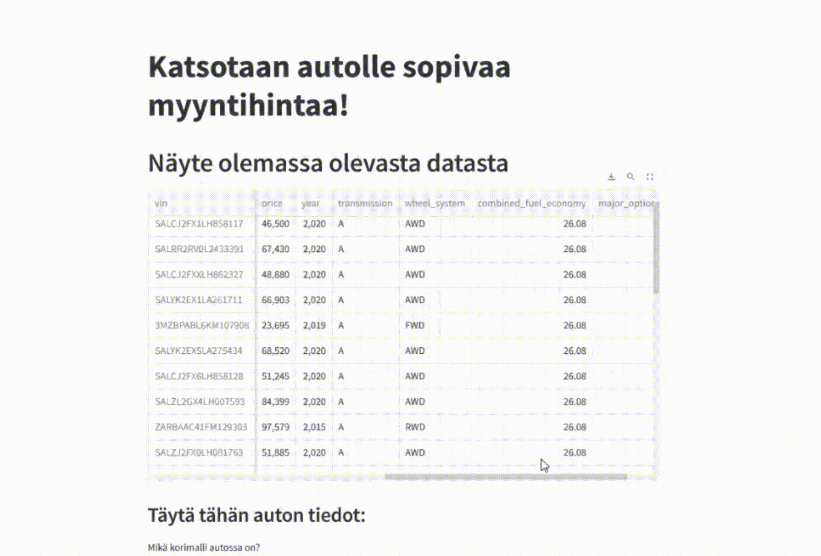 Katsotaan autolle sopivaa
myyntihintaa!
Näyte olemassa olevasta datasta
vin price year transmission wheel_system combined_fuel_economy major_option
SALCJ2FX1LH858117 46,500 2,020 A AWD 26.08
SALRR2RV0L2433391 67,430 2,020 A AWD 26.08
SALCJ2FXXLH862327 48,880 2,020 A AWD 26.08
SALYK2EX1LA261711 66,903 2,020 A AWD 26.08
3MZBPABL6KM107908 23,695 2,019 A FWD 26.08
SALYK2EX5LA275434 68,520 2,020 A AWD 26.08
SALCJ2FX6LH858128 51,245 2,020 A AWD 26.08
SALZL2GX4LH007593 84,399 2,020 A AWD 26.08
ZARBAAC41FM129303 97,579 2,015 A RWD 26.08
SALZJ2FX0LH081763 51,885 2,020 A AWD 26.08
Täytä tähän auton tiedot:
Mikä korimalli autossa on?